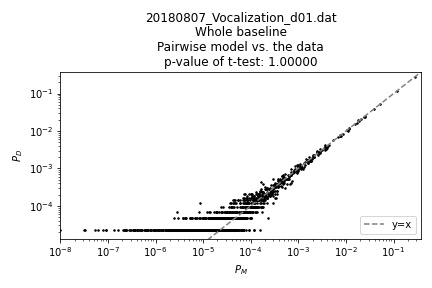 20180807_Vocalization_d01.dat
Whole baseline
Pairwise model vs. the data
p-value of t-test: 1.00000
10⁻¹
10⁻²
10⁻³
10⁻⁴
P_D
y=x
10⁻⁸ 10⁻⁷ 10⁻⁶ 10⁻⁵ 10⁻⁴ 10⁻³ 10⁻² 10⁻¹
P_M